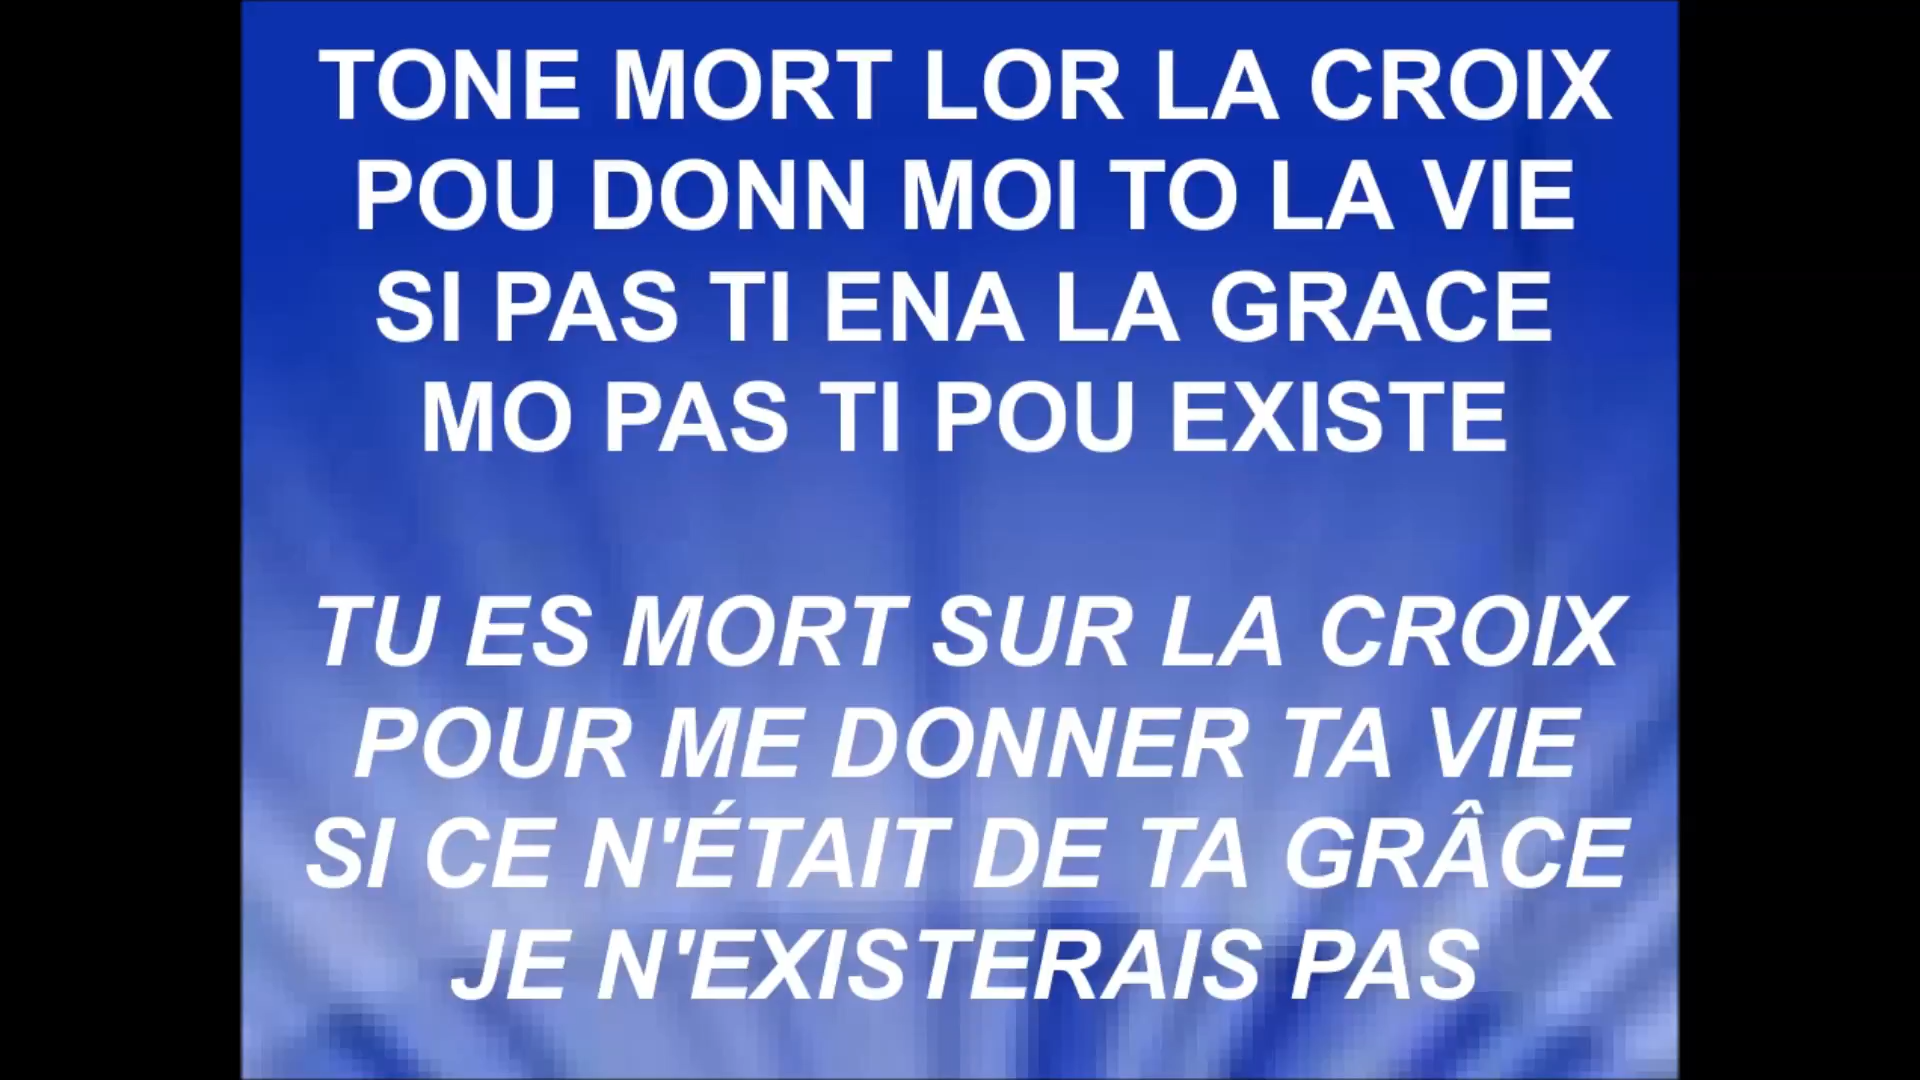 TONE MORT LOR LA CROIX
POU DONN MOI TO LA VIE
SI PAS TI ENA LA GRACE
MO PAS TI POU EXISTE
TU ES MORT SUR LA CROIX
POUR ME DONNER TA VIE
SI CE N'ÉTAIT DE TA GRÂCE
JE N'EXISTERAIS PAS